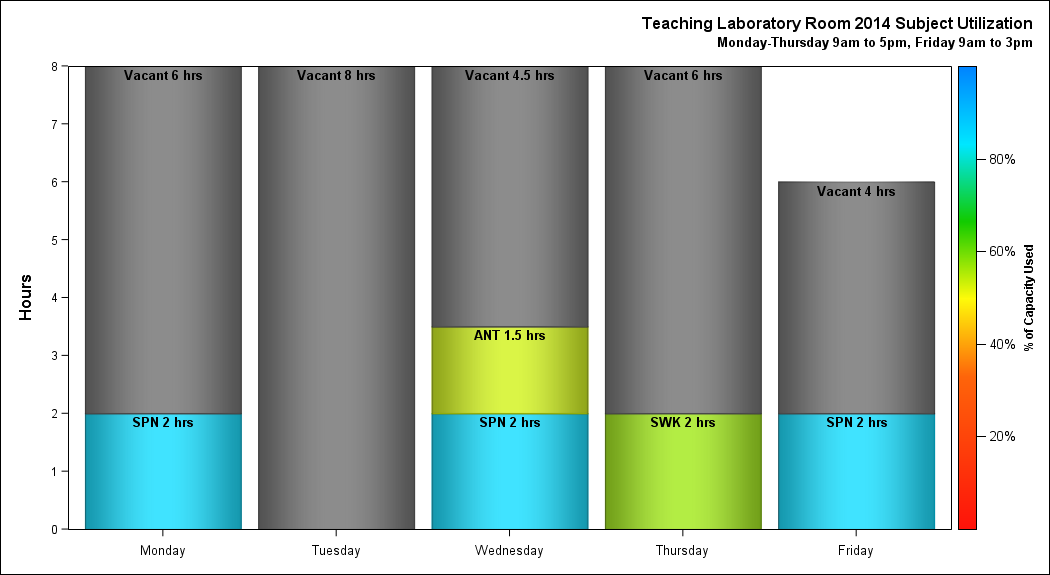 Teaching Laboratory Room 2014 Subject Utilization
Monday-Thursday 9am to 5pm, Friday 9am to 3pm
Hours
8
7
6
5
4
3
2
1
0
Vacant 6 hrs
SPN 2 hrs
Vacant 8 hrs
Vacant 4.5 hrs
ANT 1.5 hrs
SPN 2 hrs
Vacant 6 hrs
SWK 2 hrs
Vacant 4 hrs
SPN 2 hrs
Monday
Tuesday
Wednesday
Thursday
Friday
80%
60%
40%
20%
% of Capacity Used